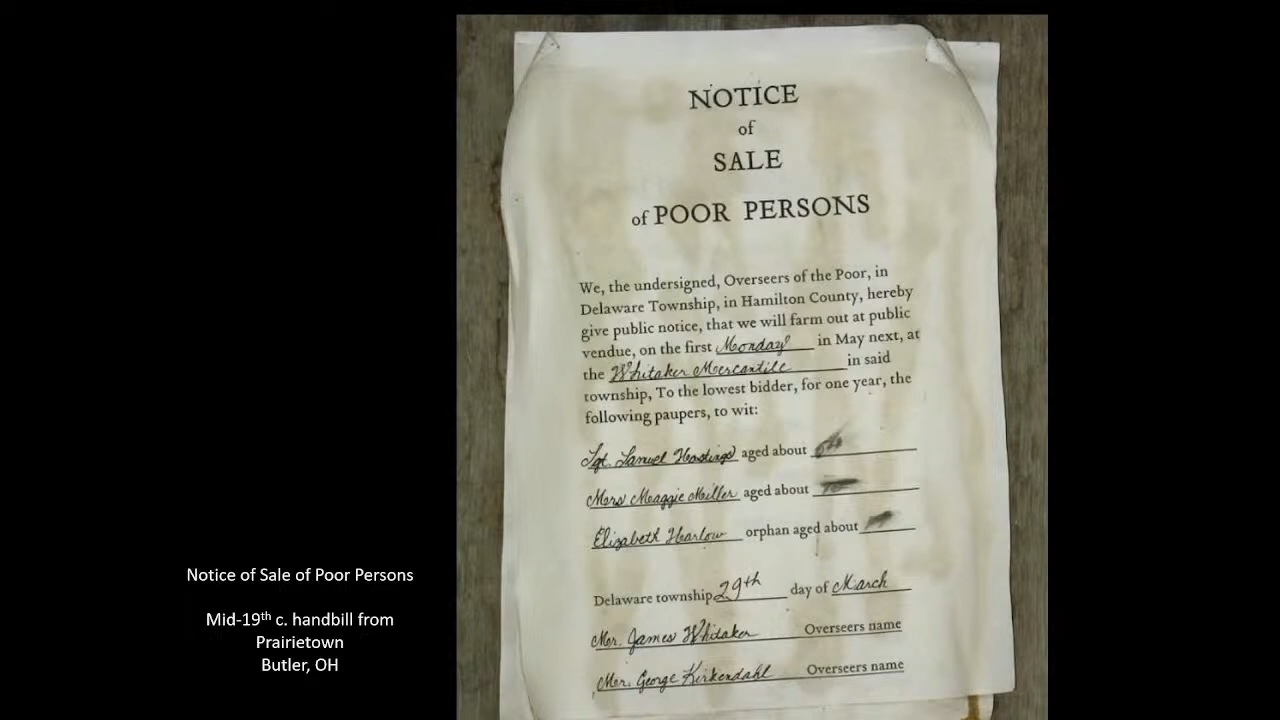 NOTICE
of
SALE
of POOR PERSONS
We, the undersigned, Overseers of the Poor, in
Delaware Township, in Hamilton County, hereby
give public notice, that we will farm out at public
vendue, on the first Monday in May next, at
the Whitaker Mercantile in said
township, To the lowest bidder, for one year, the
following paupers, to wit:
Sgt. Samuel Hastings aged about
Mrs Maggie Miller aged about
Elizabeth Harlow orphan aged about
Delaware township 29th day of March
Mr. James Whitaker Overseers name
Mr. George Kirkendahl Overseers name
Notice of Sale of Poor Persons
Mid-19th c. handbill from
Prairietown
Butler, OH